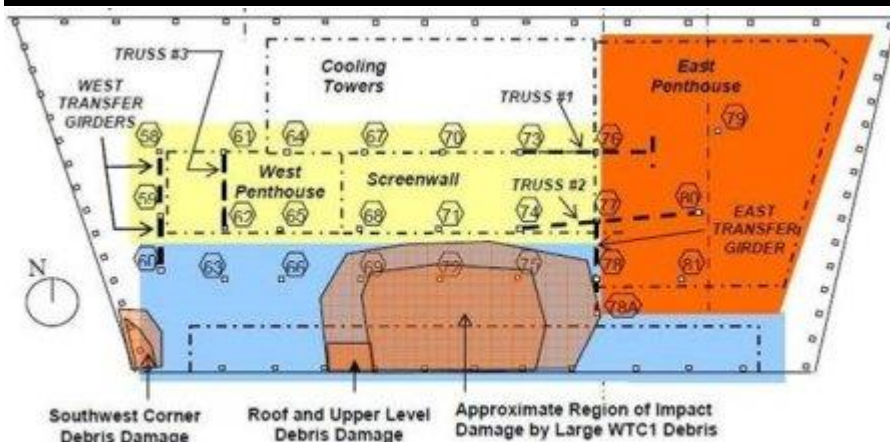 TRUSS #3
WEST
TRANSFER
GIRDERS
Cooling
Towers
East
Penthouse
TRUSS #1
58
61
64
67
70
73
76
79
West
Penthouse
Screenwall
TRUSS #2
59
62
65
68
71
74
77
80
EAST
TRANSFER
GIRDER
N
60
63
66
69
72
75
78
81
78A
Southwest Corner
Debris Damage
Roof and Upper Level
Debris Damage
Approximate Region of Impact
Damage by Large WTC1 Debris